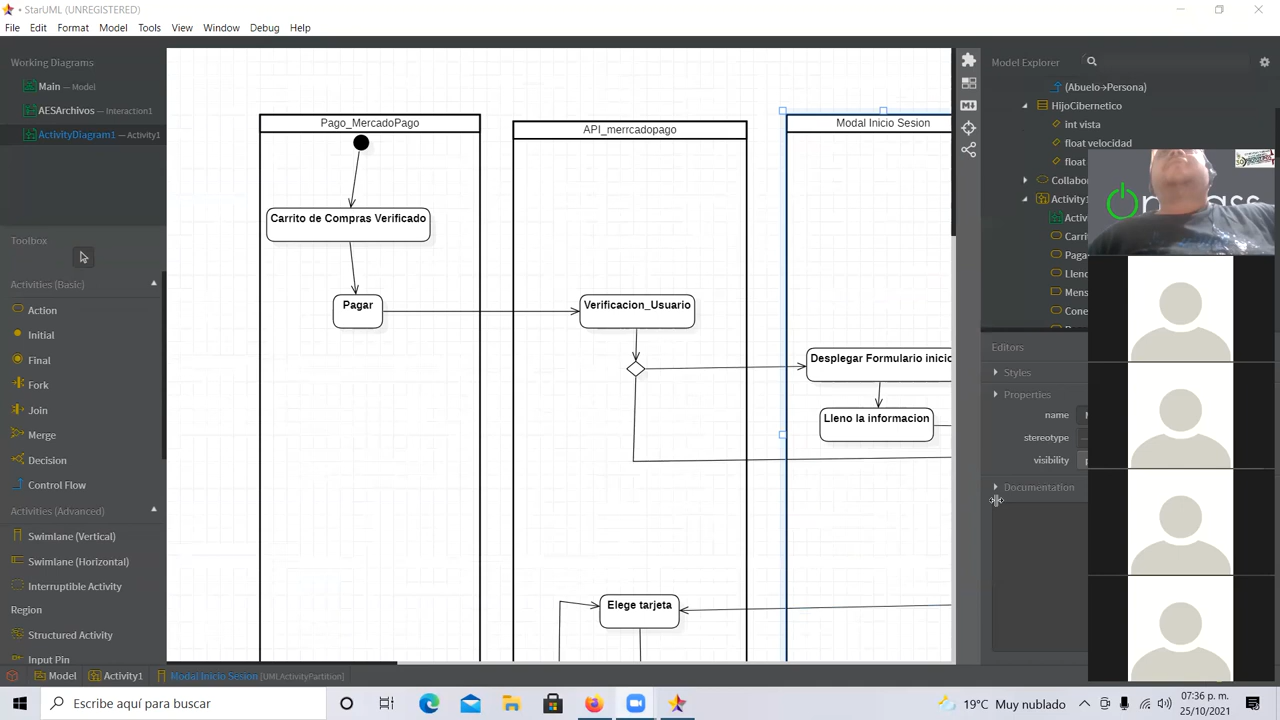 • StarUML (UNREGISTERED)
File Edit Format Model Tools View Window Debug Help
Working Diagrams
Main — Model
AESArchivos — Interaction1
ActivityDiagram1 — Activity1
Toolbox
Activities (Basic)
Action
Initial
Final
Fork
Join
Merge
Decision
Control Flow
Activities (Advanced)
Swimlane (Vertical)
Swimlane (Horizontal)
Interruptible Activity
Region
Structured Activity
Input Pin
Pago_MercadoPago
API_merrcadopago
Modal Inicio Sesion
Carrito de Compras Verificado
Pagar
Verificacion_Usuario
Desplegar Formulario inicio
Lleno la informacion
Elege tarjeta
Model Explorer
(Abuelo→Persona)
HijoCibernetico
int vista
float velocidad
float
Collabor
Activity1
Activ
Carri
Paga
Lleno
Mens
Cone
Editors
Styles
Properties
name
stereotype
visibility
Documentation
Model Activity1 Modal Inicio Sesion [UMLActivityPartition]
Escribe aquí para buscar
19°C Muy nublado
07:36 p. m.
25/10/2021